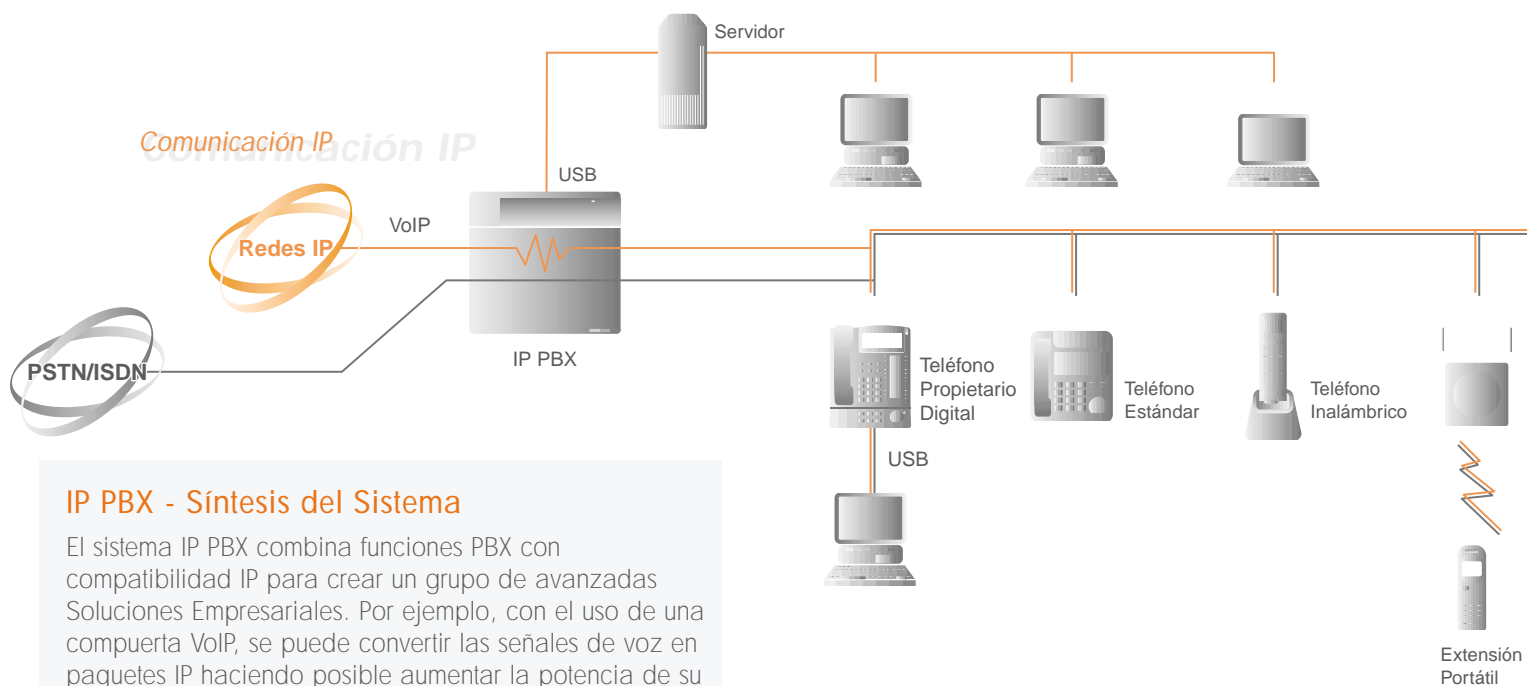 Servidor
Comunicación IP
Comunicación IP
USB
VoIP
Redes IP
PSTN/ISDN
IP PBX
Teléfono
Propietario
Digital
Teléfono
Estándar
Teléfono
Inalámbrico
USB
Extensión
Portátil
IP PBX - Síntesis del Sistema
El sistema IP PBX combina funciones PBX con
compatibilidad IP para crear un grupo de avanzadas
Soluciones Empresariales. Por ejemplo, con el uso de una
compuerta VoIP, se puede convertir las señales de voz en
paquetes IP haciendo posible aumentar la potencia de su